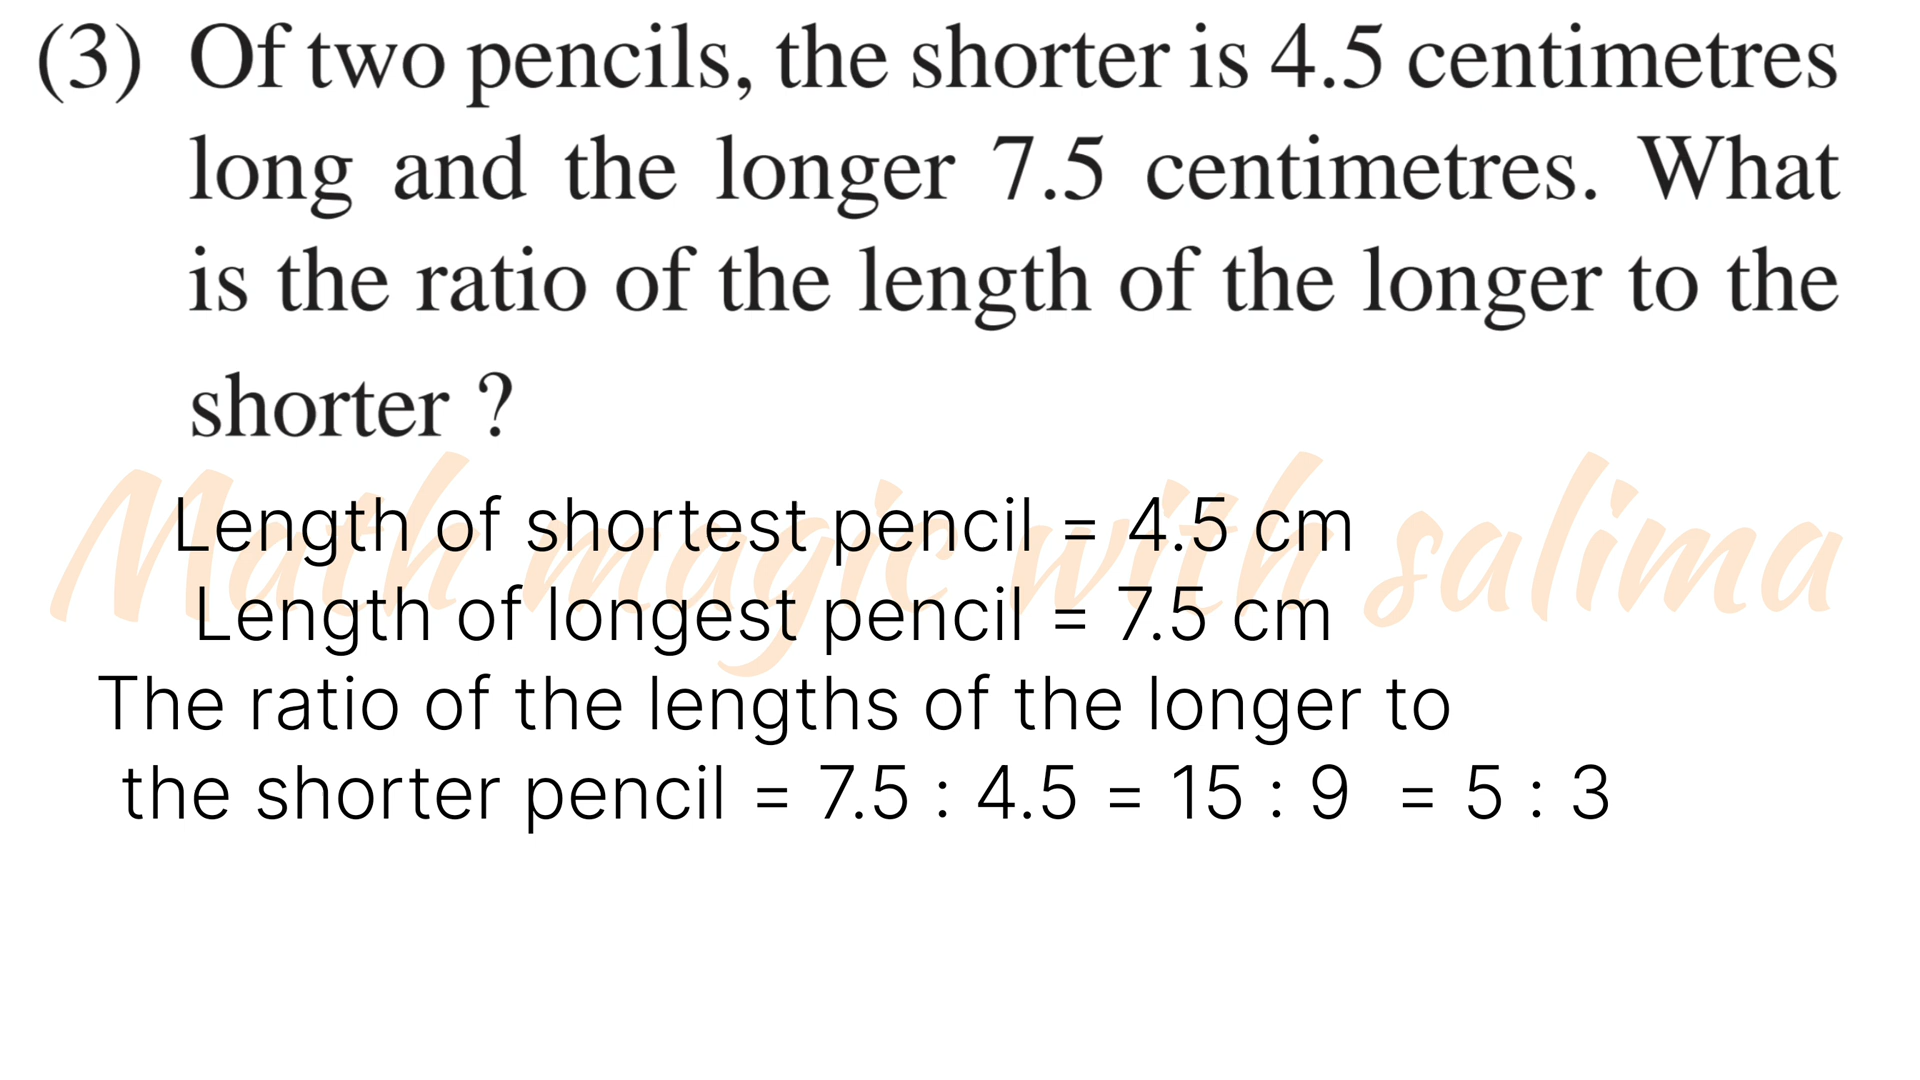 (3) Of two pencils, the shorter is 4.5 centimetres
long and the longer 7.5 centimetres. What
is the ratio of the length of the longer to the
shorter ?
Math magic with salima
Length of shortest pencil = 4.5 cm
Length of longest pencil = 7.5 cm
The ratio of the lengths of the longer to
the shorter pencil = 7.5 : 4.5 = 15 : 9 = 5 : 3